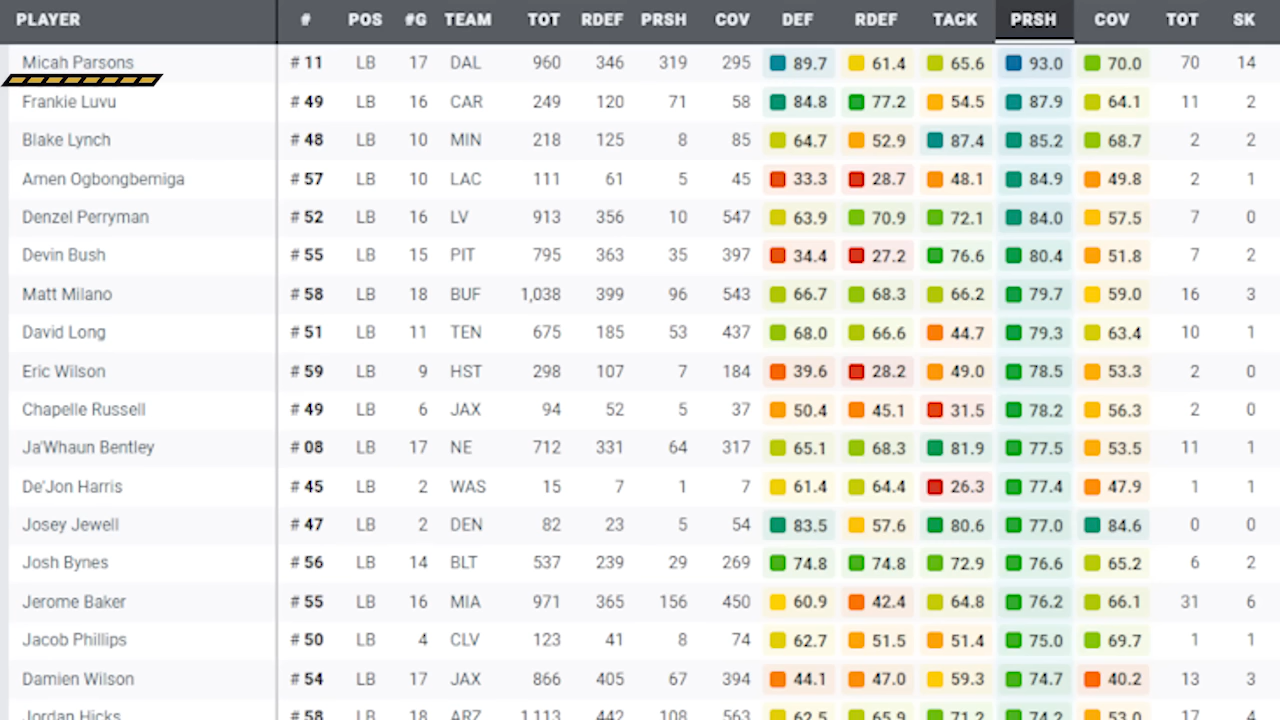 PLAYER # POS #G TEAM TOT RDEF PRSH COV DEF RDEF TACK PRSH COV TOT SK
Micah Parsons # 11 LB 17 DAL 960 346 319 295 89.7 61.4 65.6 93.0 70.0 70 14
Frankie Luvu # 49 LB 16 CAR 249 120 71 58 84.8 77.2 54.5 87.9 64.1 11 2
Blake Lynch # 48 LB 10 MIN 218 125 8 85 64.7 52.9 87.4 85.2 68.7 2 2
Amen Ogbongbemiga # 57 LB 10 LAC 111 61 5 45 33.3 28.7 48.1 84.9 49.8 2 1
Denzel Perryman # 52 LB 16 LV 913 356 10 547 63.9 70.9 72.1 84.0 57.5 7 0
Devin Bush # 55 LB 15 PIT 795 363 35 397 34.4 27.2 76.6 80.4 51.8 7 2
Matt Milano # 58 LB 18 BUF 1,038 399 96 543 66.7 68.3 66.2 79.7 59.0 16 3
David Long # 51 LB 11 TEN 675 185 53 437 68.0 66.6 44.7 79.3 63.4 10 1
Eric Wilson # 59 LB 9 HST 298 107 7 184 39.6 28.2 49.0 78.5 53.3 2 0
Chapelle Russell # 49 LB 6 JAX 94 52 5 37 50.4 45.1 31.5 78.2 56.3 2 0
Ja'Whaun Bentley # 08 LB 17 NE 712 331 64 317 65.1 68.3 81.9 77.5 53.5 11 1
De'Jon Harris # 45 LB 2 WAS 15 7 1 7 61.4 64.4 26.3 77.4 47.9 1 1
Josey Jewell # 47 LB 2 DEN 82 23 5 54 83.5 57.6 80.6 77.0 84.6 0 0
Josh Bynes # 56 LB 14 BLT 537 239 29 269 74.8 74.8 72.9 76.6 65.2 6 2
Jerome Baker # 55 LB 16 MIA 971 365 156 450 60.9 42.4 64.8 76.2 66.1 31 6
Jacob Phillips # 50 LB 4 CLV 123 41 8 74 62.7 51.5 51.4 75.0 69.7 1 1
Damien Wilson # 54 LB 17 JAX 866 405 67 394 44.1 47.0 59.3 74.7 40.2 13 3
Jordan Hicks # 58 LB 18 ARZ 1,113 442 108 563 62.5 65.9 71.2 74.2 53.0 17 4